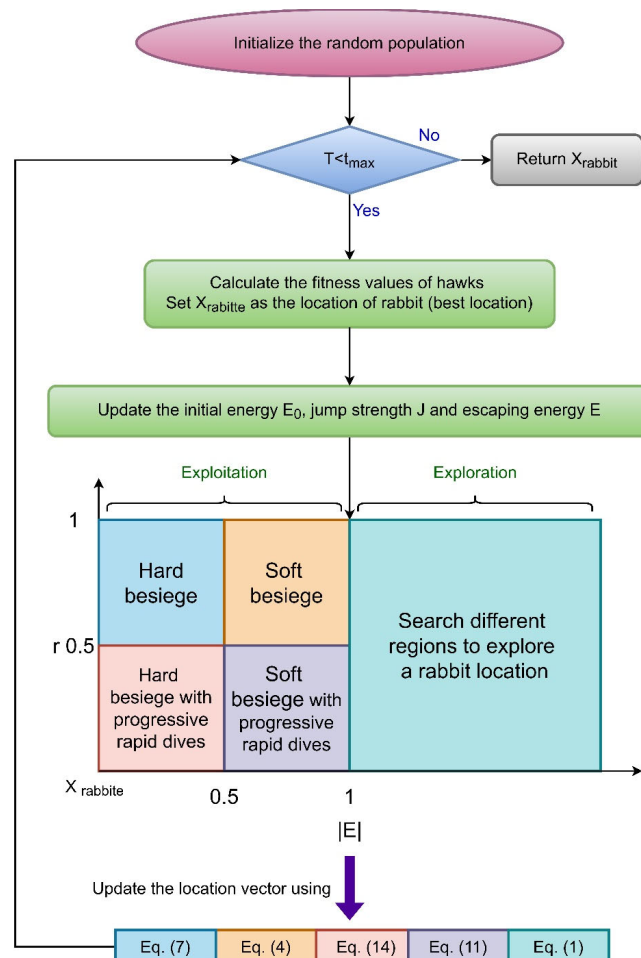 Initialize the random population
T<tmax
No
Return Xrabbit
Yes
Calculate the fitness values of hawks
Set Xrabitte as the location of rabbit (best location)
Update the initial energy E0, jump strength J and escaping energy E
Exploitation
Exploration
1
Hard
besiege
Soft
besiege
Search different
regions to explore
a rabbit location
r 0.5
Hard
besiege with
progressive
rapid dives
Soft
besiege with
progressive
rapid dives
X rabbite
0.5
1
|E|
Update the location vector using
Eq. (7)
Eq. (4)
Eq. (14)
Eq. (11)
Eq. (1)